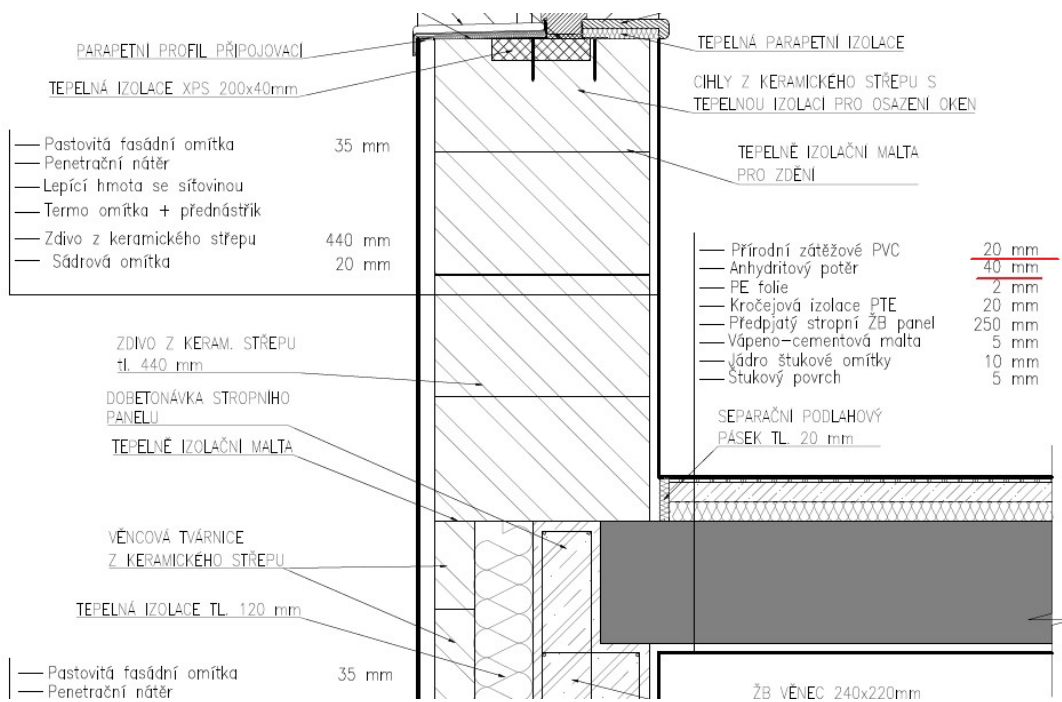 PARAPETNÍ PROFIL PŘIPOJOVACÍ
TEPELNÁ IZOLACE XPS 200x40mm
TEPELNÁ PARAPETNÍ IZOLACE
CIHLY Z KERAMICKÉHO STŘEPU S
TEPELNOU IZOLACÍ PRO OSAZENÍ OKEN
TEPELNĚ IZOLAČNÍ MALTA
PRO ZDĚNÍ
Pastovitá fasádní omítka 35 mm
Penetrační nátěr
Lepící hmota se síťovinou
Termo omítka + přednástřik
Zdivo z keramického střepu 440 mm
Sádrová omítka 20 mm
Přírodní zátěžové PVC 20 mm
Anhydritový potěr 40 mm
PE folie 2 mm
Kročejová izolace PTE 20 mm
Předpjatý stropní ŽB panel 250 mm
Vápeno-cementová malta 5 mm
Jádro štukové omítky 10 mm
Štukový povrch 5 mm
ZDIVO Z KERAM. STŘEPU
tl. 440 mm
DOBETONÁVKA STROPNÍHO
PANELU
TEPELNĚ IZOLAČNÍ MALTA
SEPARAČNÍ PODLAHOVÝ
PÁSEK TL. 20 mm
VĚNCOVÁ TVÁRNICE
Z KERAMICKÉHO STŘEPU
TEPELNÁ IZOLACE TL. 120 mm
Pastovitá fasádní omítka 35 mm
Penetrační nátěr
ŽB VĚNEC 240x220mm